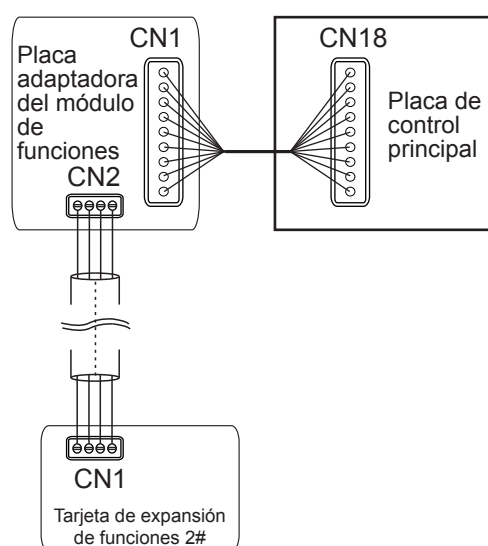 CN1
Placa
adaptadora
del módulo
de
funciones
CN2
CN18
Placa de
control
principal
CN1
Tarjeta de expansión
de funciones 2#